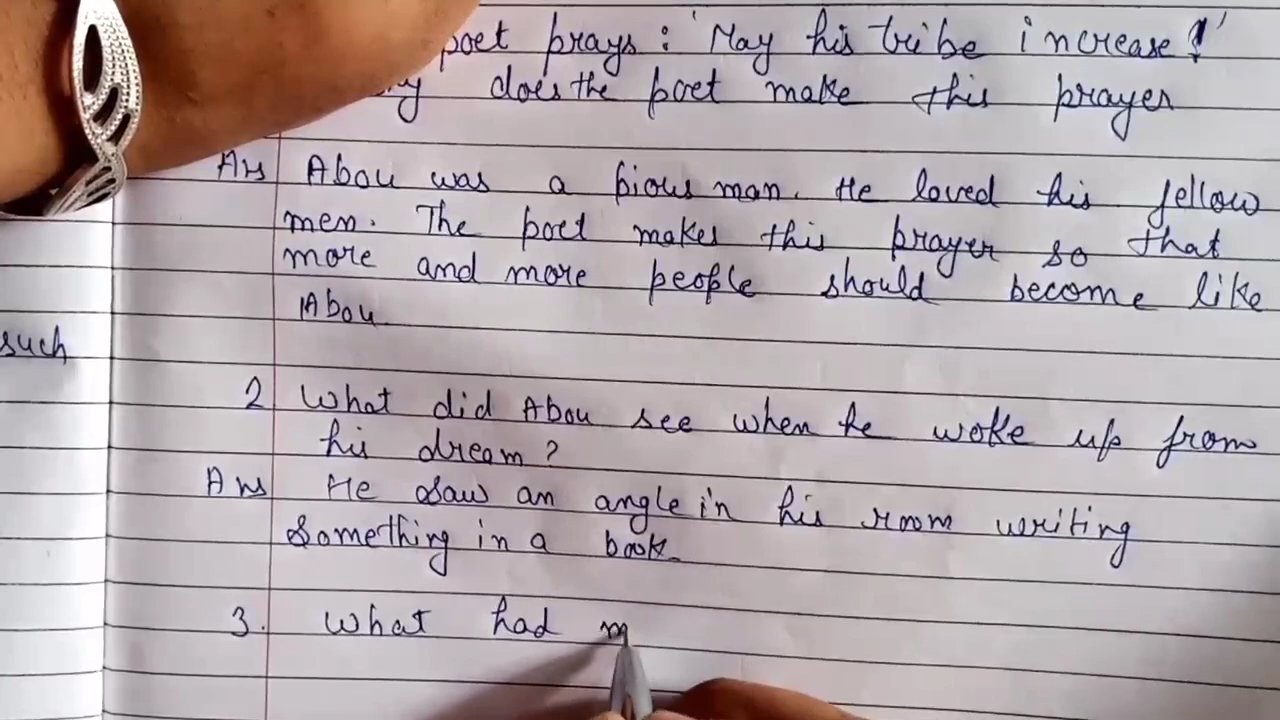 poet prays: 'May his tribe increase!'
does the poet make this prayer
Ans Abou was a pious man. He loved his fellow
men. The poet makes this prayer so that
more and more people should become like
Abou
such
2 What did Abou see when he woke up from
his dream?
Ans He saw an angle in his room writing
something in a book.
3. What had m